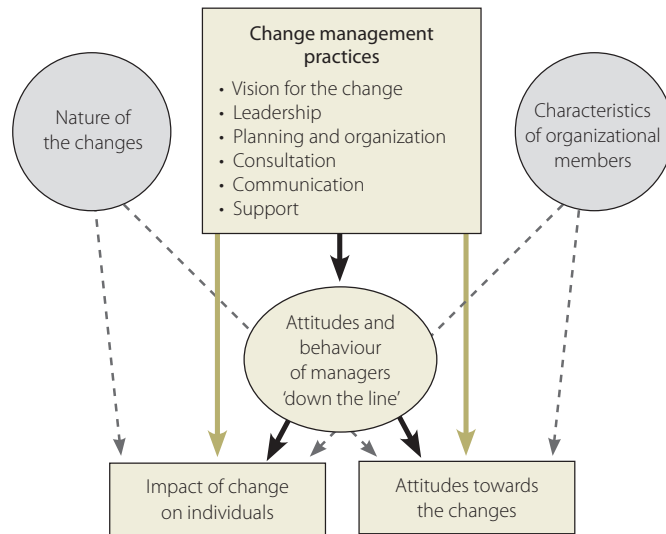 Change management
practices
• Vision for the change
• Leadership
• Planning and organization
• Consultation
• Communication
• Support
Nature of
the changes
Characteristics
of organizational
members
Attitudes and
behaviour
of managers
‘down the line’
Impact of change
on individuals
Attitudes towards
the changes